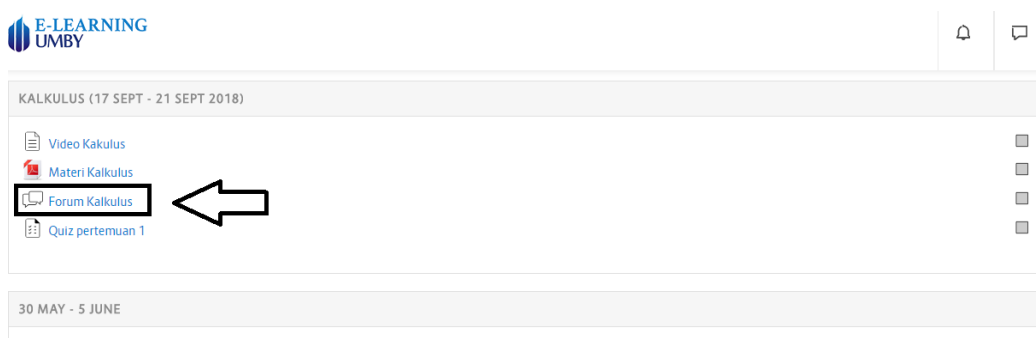 E-LEARNING
UMBY
KALKULUS (17 SEPT - 21 SEPT 2018)
Video Kakulus
Materi Kalkulus
Forum Kalkulus
Quiz pertemuan 1
30 MAY - 5 JUNE